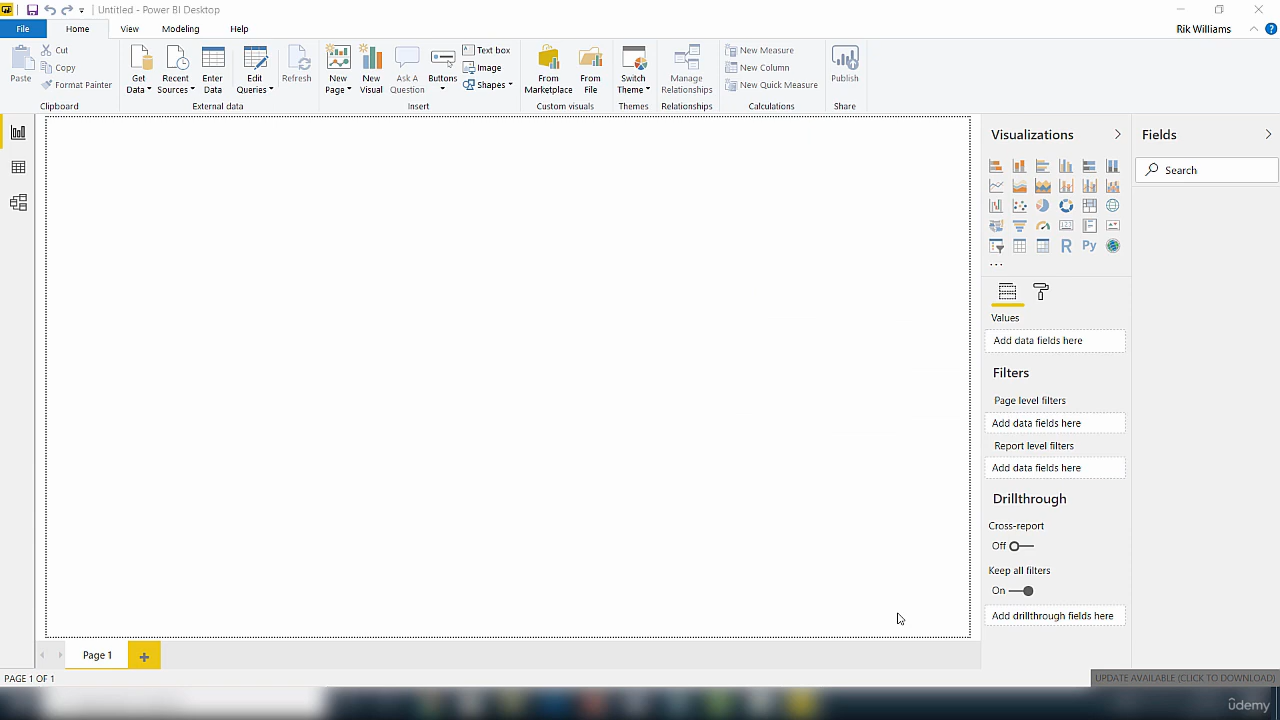 Untitled - Power BI Desktop
File Home View Modeling Help Rik Williams
Paste
Cut
Copy
Format Painter
Clipboard
Get Data
Recent Sources
Enter Data
Edit Queries
Refresh
External data
New Page
New Visual
Ask A Question
Buttons
Text box
Image
Shapes
Insert
From Marketplace
From File
Custom visuals
Switch Theme
Themes
Manage Relationships
Relationships
New Measure
New Column
New Quick Measure
Calculations
Publish
Share
Visualizations
R Py
Values
Add data fields here
Filters
Page level filters
Add data fields here
Report level filters
Add data fields here
Drillthrough
Cross-report
Off
Keep all filters
On
Add drillthrough fields here
Fields
Search
Page 1
PAGE 1 OF 1
UPDATE AVAILABLE (CLICK TO DOWNLOAD)
ûdemy